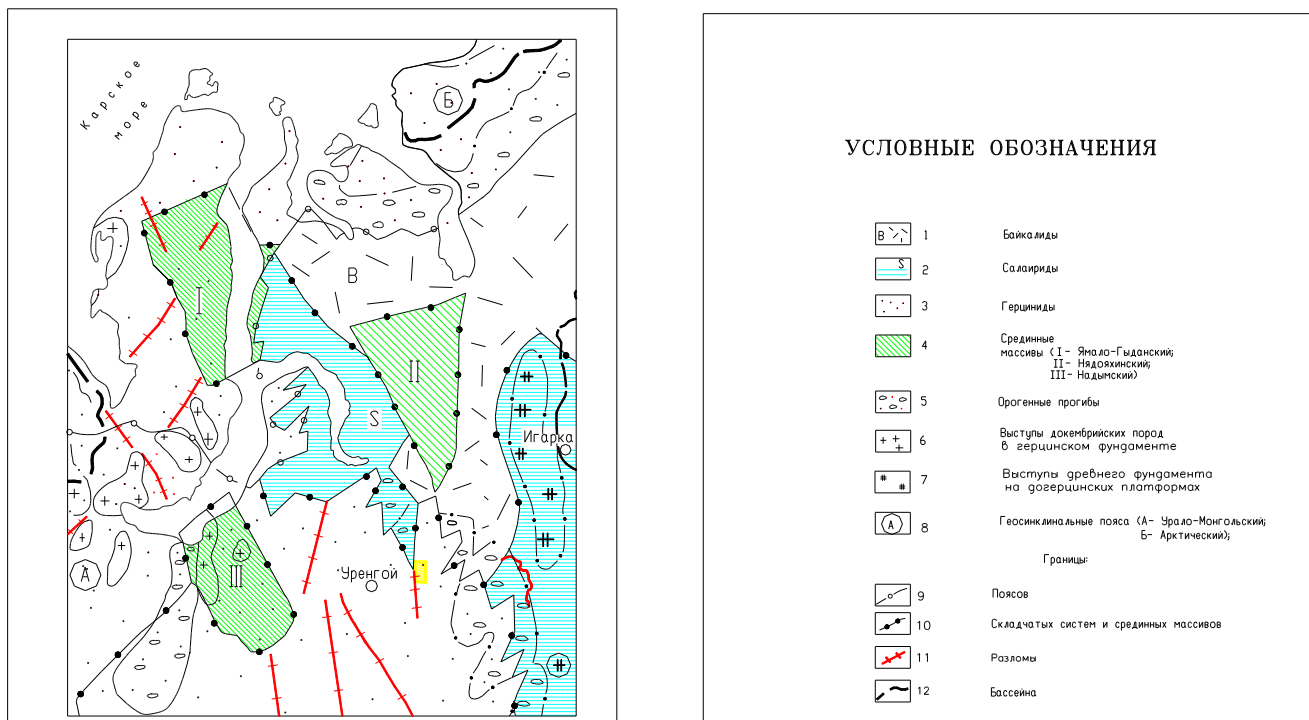 Карское
море
Б
I
В
II
S
Игарка
А
III
Уренгой
УСЛОВНЫЕ ОБОЗНАЧЕНИЯ
В 1 Байкалиды
S 2 Салаириды
3 Герциниды
4 Срединные
массивы (I- Ямало-Гыданский;
II- Нядояхинский;
III- Надымский)
5 Орогенные прогибы
6 Выступы докембрийских пород
в герцинском фундаменте
7 Выступы древнего фундамента
на догерцинских платформах
А 8 Геосинклинальные пояса (А- Урало-Монгольский;
Б- Арктический);
Границы:
9 Поясов
10 Складчатых систем и срединных массивов
11 Разломы
12 Бассейна